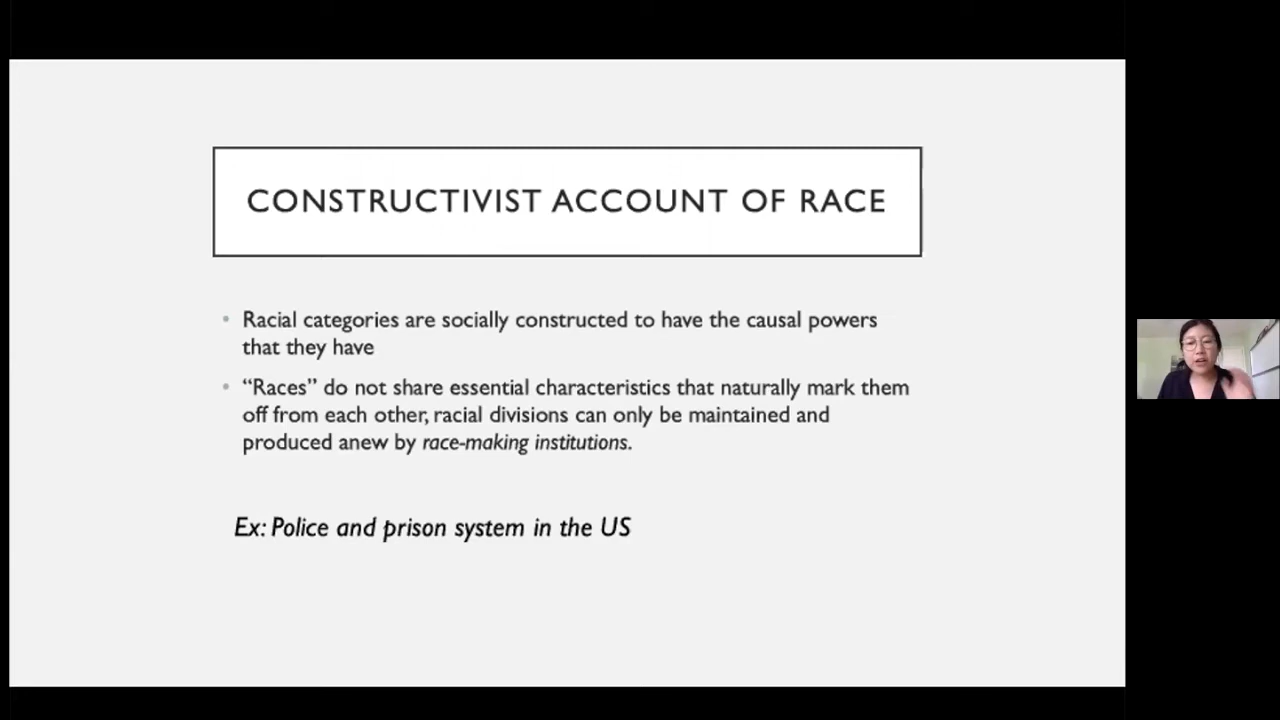 CONSTRUCTIVIST ACCOUNT OF RACE
Racial categories are socially constructed to have the causal powers
that they have
“Races” do not share essential characteristics that naturally mark them
off from each other, racial divisions can only be maintained and
produced anew by race-making institutions.
Ex: Police and prison system in the US